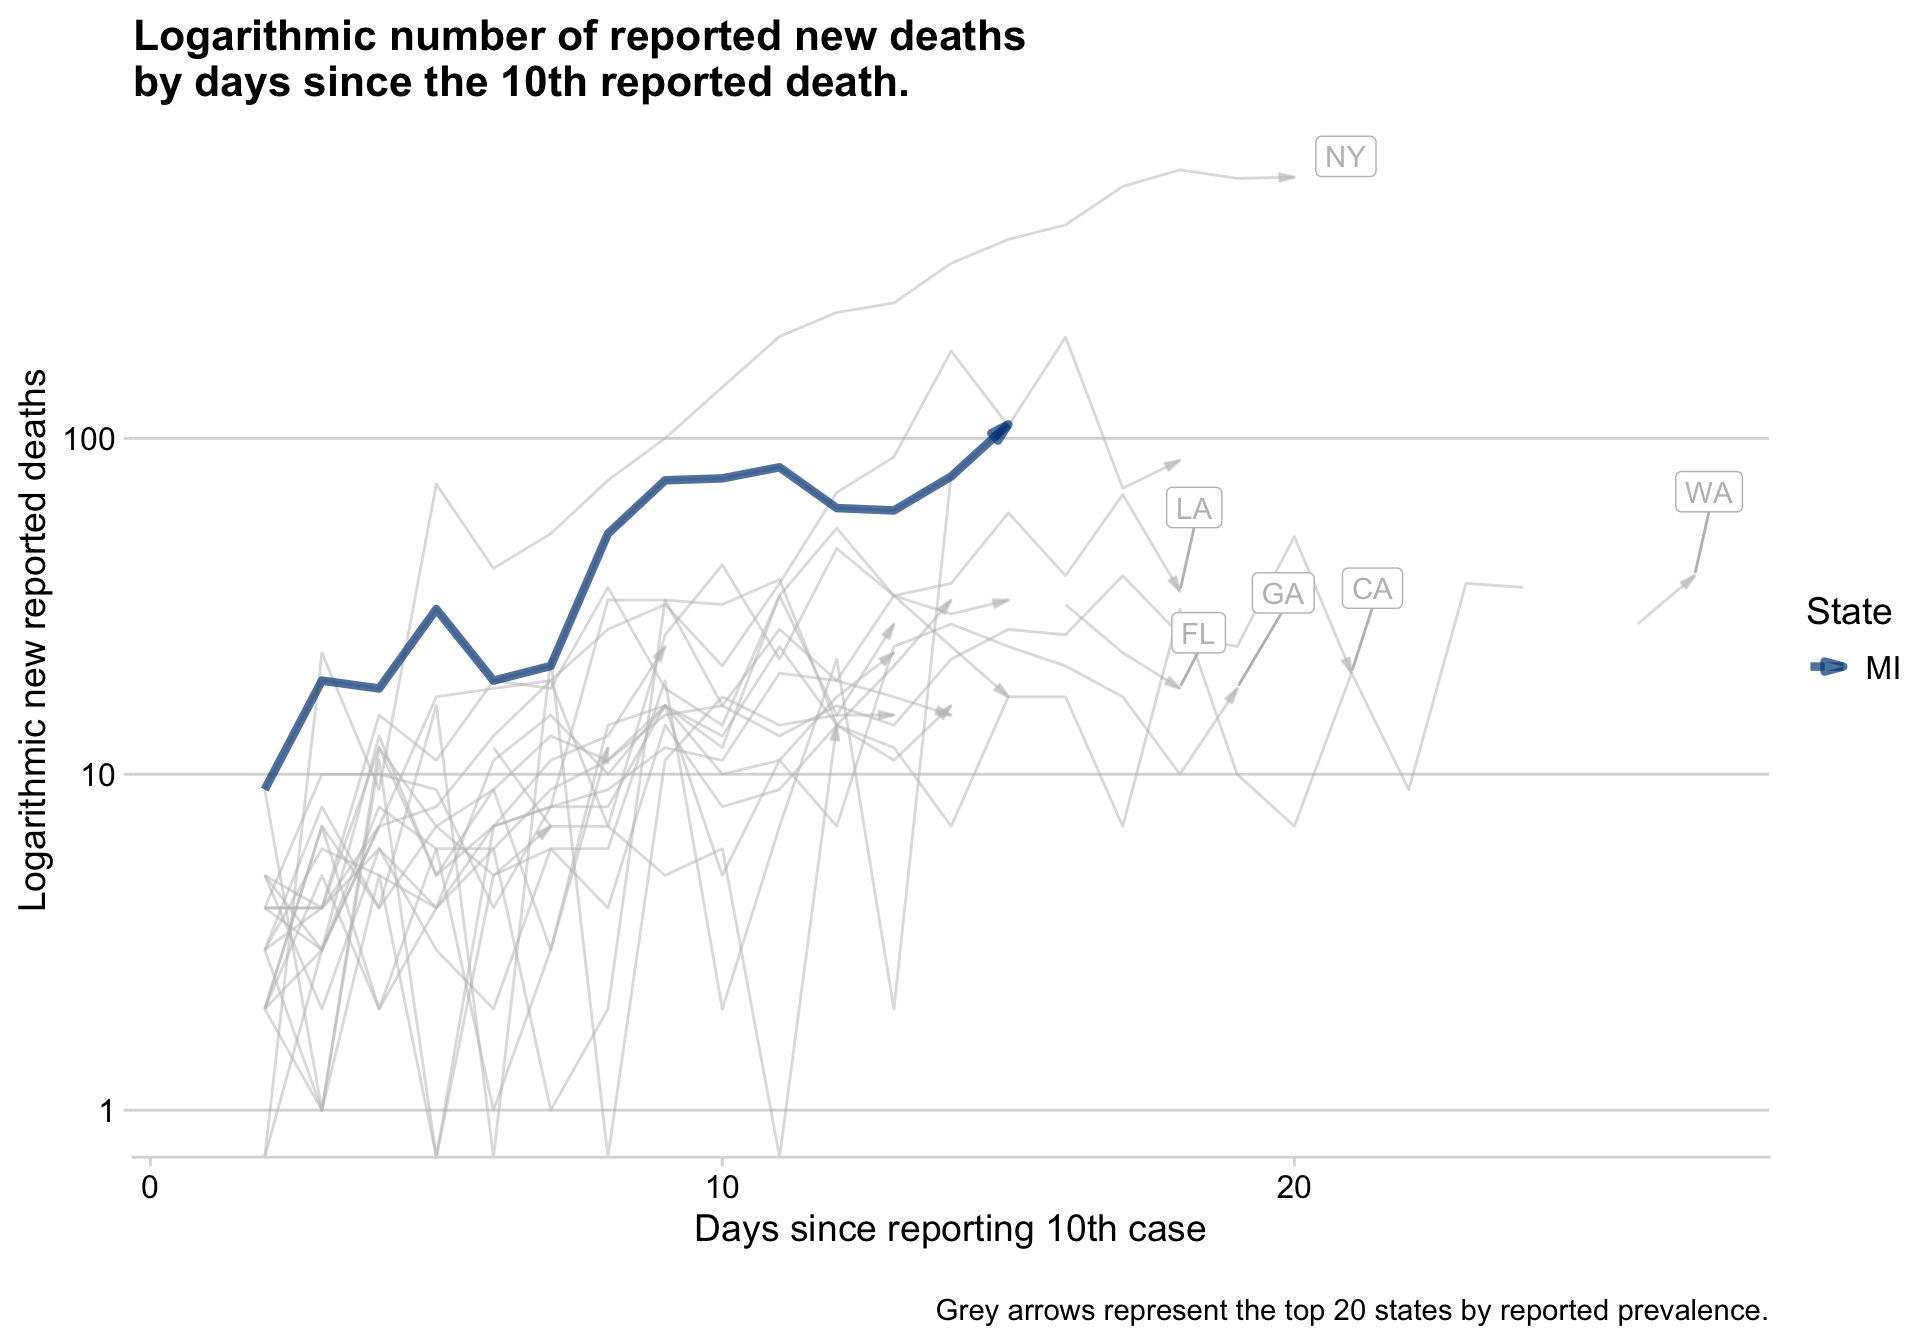 Logarithmic number of reported new deaths
by days since the 10th reported death.
NY
Logarithmic new reported deaths
100
WA
LA
GA
CA
FL
State
MI
10
1
0
10
20
Days since reporting 10th case
Grey arrows represent the top 20 states by reported prevalence.